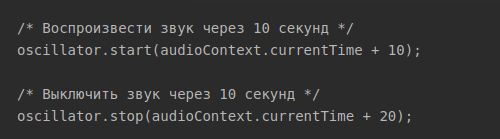 /* Воспроизвести звук через 10 секунд */
oscillator.start(audioContext.currentTime + 10);
/* Выключить звук через 10 секунд */
oscillator.stop(audioContext.currentTime + 20);